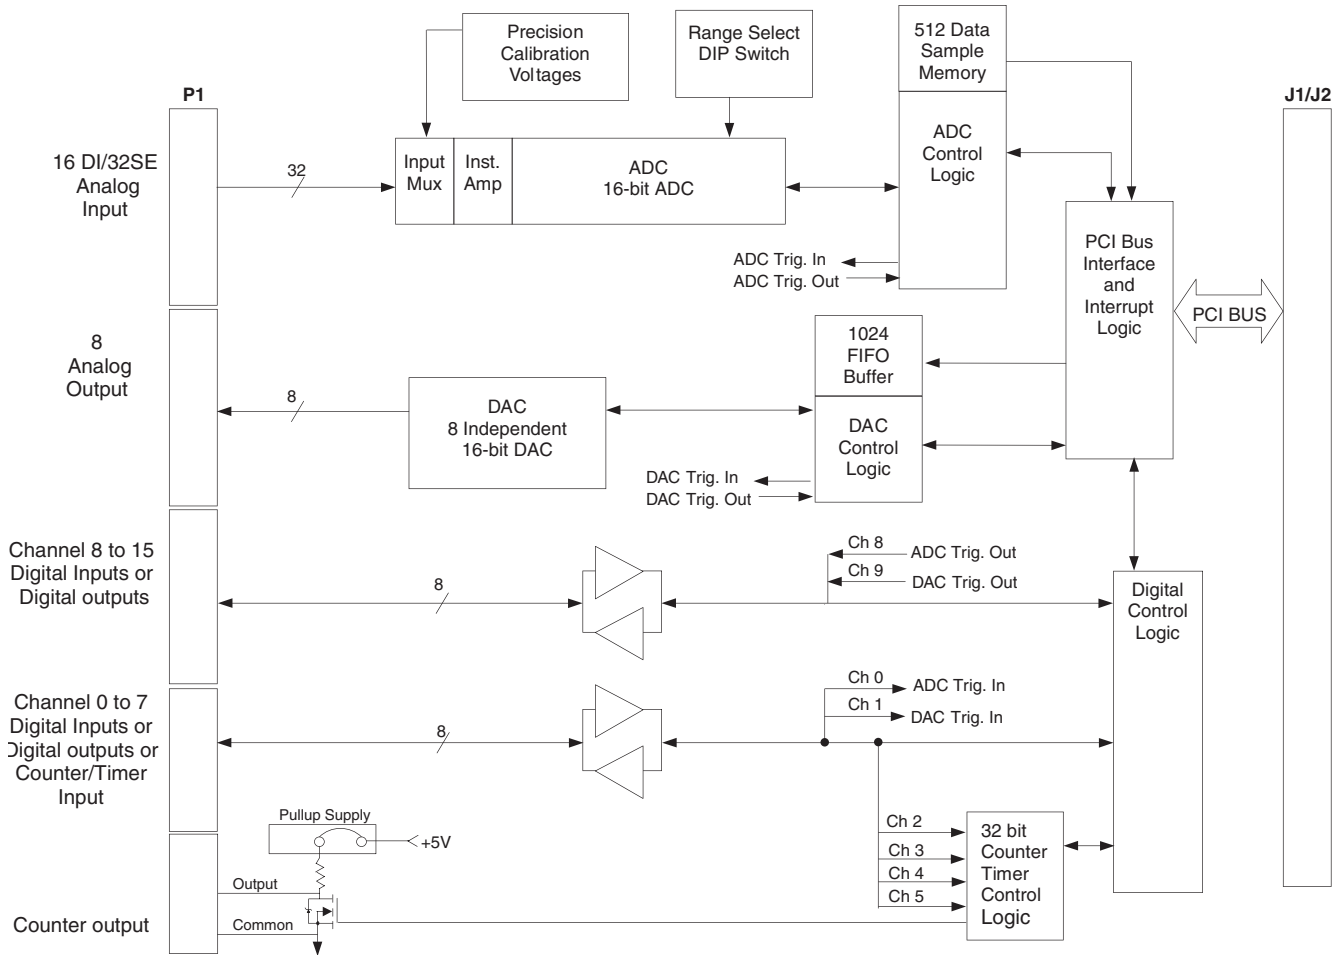 P1
J1/J2
Precision
Calibration
Voltages
Range Select
DIP Switch
512 Data
Sample
Memory
16 DI/32SE
Analog
Input
32
Input
Mux
Inst.
Amp
ADC
16-bit ADC
ADC
Control
Logic
ADC Trig. In
ADC Trig. Out
PCI Bus
Interface
and
Interrupt
Logic
PCI BUS
8
Analog
Output
8
DAC
8 Independent
16-bit DAC
1024
FIFO
Buffer
DAC
Control
Logic
DAC Trig. In
DAC Trig. Out
Channel 8 to 15
Digital Inputs or
Digital outputs
8
Ch 8
ADC Trig. Out
Ch 9
DAC Trig. Out
Digital
Control
Logic
Channel 0 to 7
Digital Inputs or
Digital outputs or
Counter/Timer
Input
8
Ch 0
ADC Trig. In
Ch 1
DAC Trig. In
Pullup Supply
+5V
Output
Common
Counter output
Ch 2
Ch 3
Ch 4
Ch 5
32 bit
Counter
Timer
Control
Logic